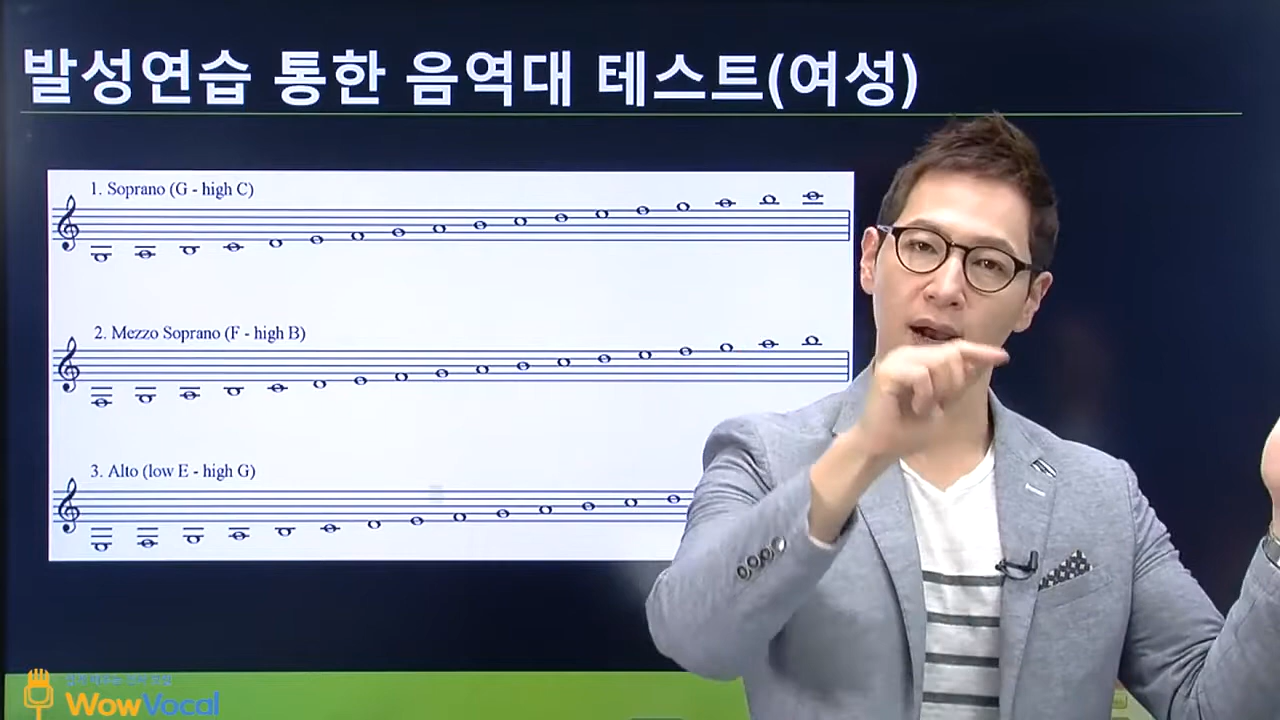 발성연습 통한 음역대 테스트(여성)
1. Soprano (G - high C)
2. Mezzo Soprano (F - high B)
3. Alto (low E - high G)
WowVocal